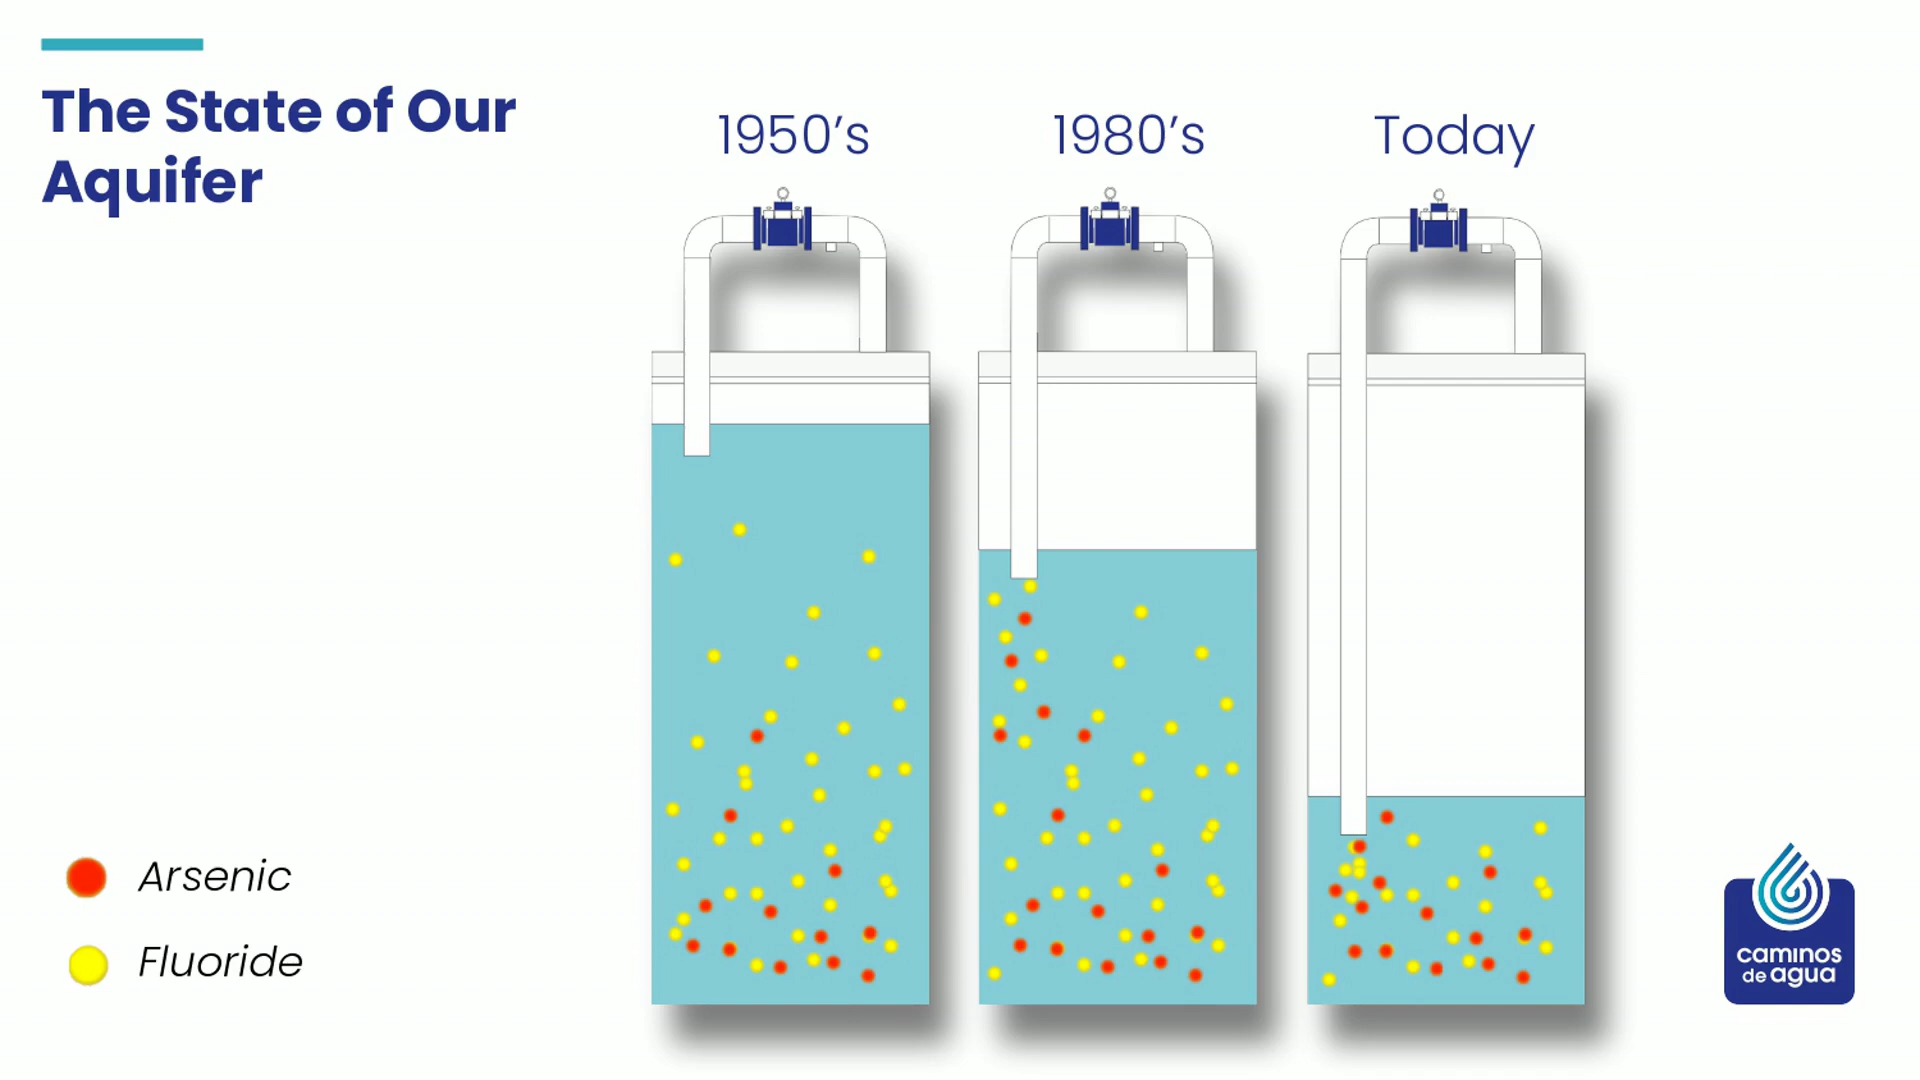 The State of Our
Aquifer
1950's
1980's
Today
Arsenic
Fluoride
caminos
de agua